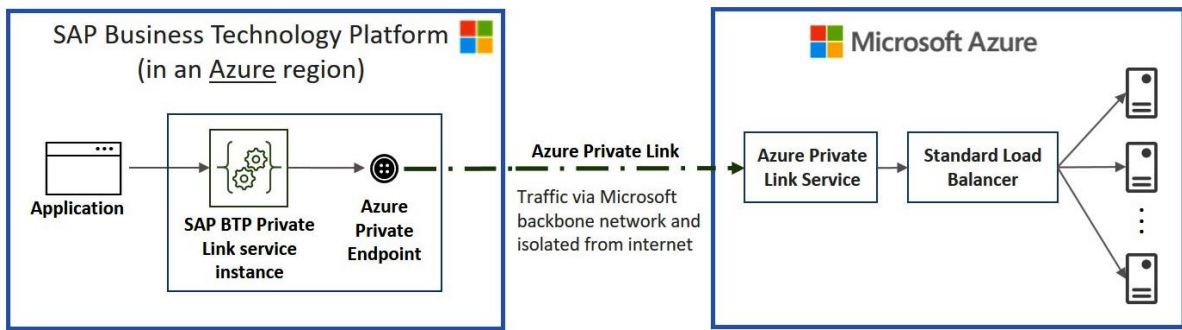 SAP Business Technology Platform
(in an Azure region)
Application
SAP BTP Private
Link service
instance
Azure
Private
Endpoint
Azure Private Link
Traffic via Microsoft
backbone network and
isolated from internet
Microsoft Azure
Azure Private
Link Service
Standard Load
Balancer